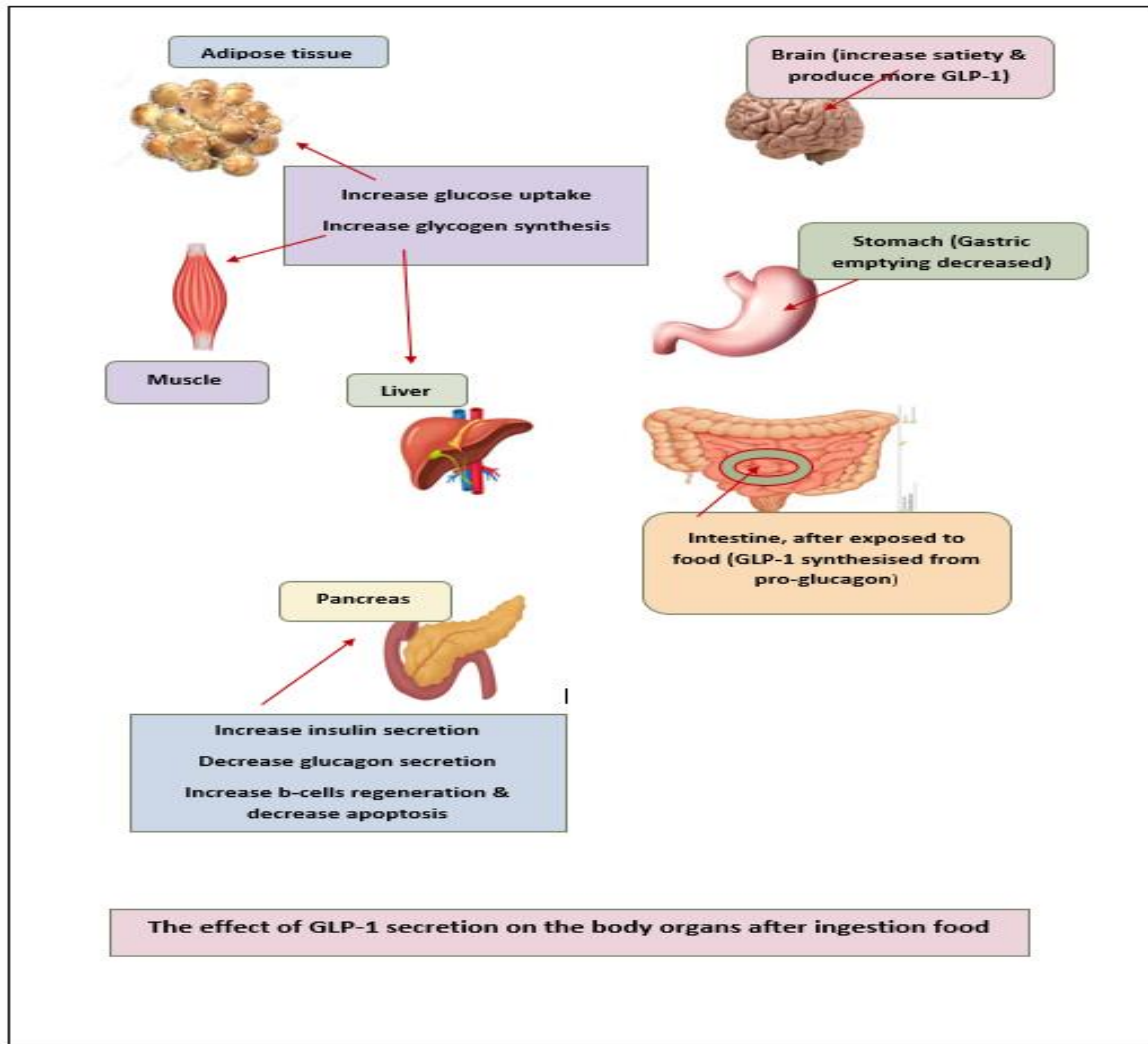 Adipose tissue
Brain (increase satiety &
produce more GLP-1)
Increase glucose uptake
Increase glycogen synthesis
Stomach (Gastric
emptying decreased)
Muscle
Liver
Intestine, after exposed to
food (GLP-1 synthesised from
pro-glucagon)
Pancreas
Increase insulin secretion
Decrease glucagon secretion
Increase b-cells regeneration &
decrease apoptosis
The effect of GLP-1 secretion on the body organs after ingestion food